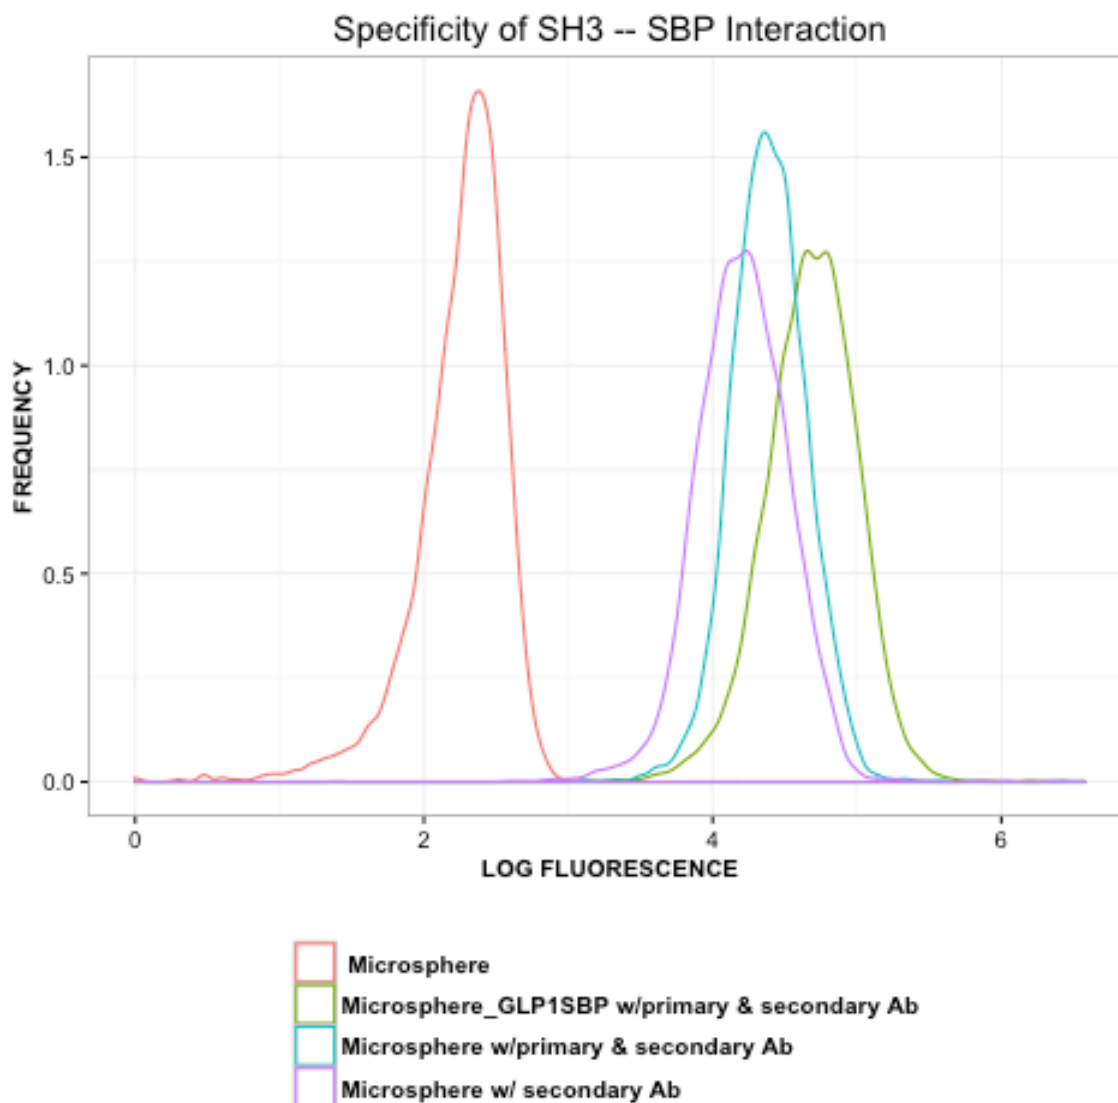 Specificity of SH3 -- SBP Interaction
1.5
1.0
0.5
0.0
FREQUENCY
0 2 4 6
LOG FLUORESCENCE
Microsphere
Microsphere_GLP1SBP w/primary & secondary Ab
Microsphere w/primary & secondary Ab
Microsphere w/ secondary Ab